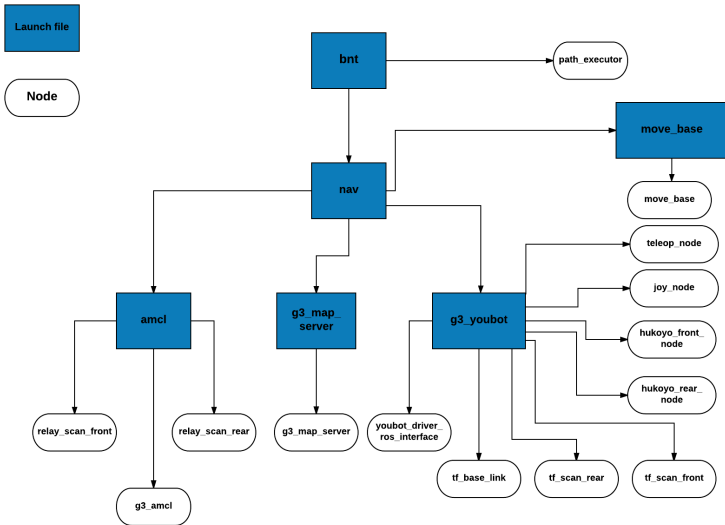 Launch file
Node
bnt
path_executor
move_base
nav
move_base
teleop_node
joy_node
amcl
g3_map_
server
g3_youbot
hukoyo_front_
node
hukoyo_rear_
node
relay_scan_front
relay_scan_rear
g3_map_server
youbot_driver_
ros_interface
tf_base_link
tf_scan_rear
tf_scan_front
g3_amcl